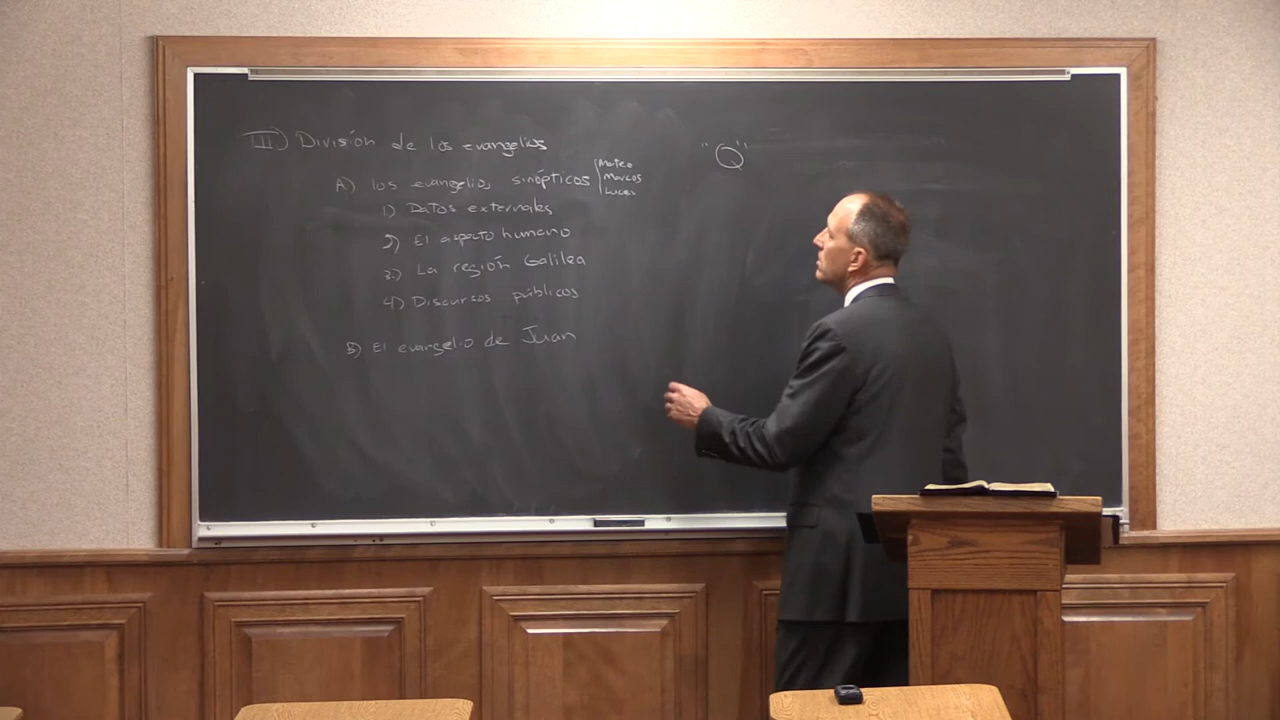 III) División de los evangelios
"Q"
A) Los evangelios sinópticos
Mateo
Marcos
Lucas
1) Datos externales
2) El aspecto humano
3) La región Galilea
4) Discursos públicos
B) El evangelio de Juan